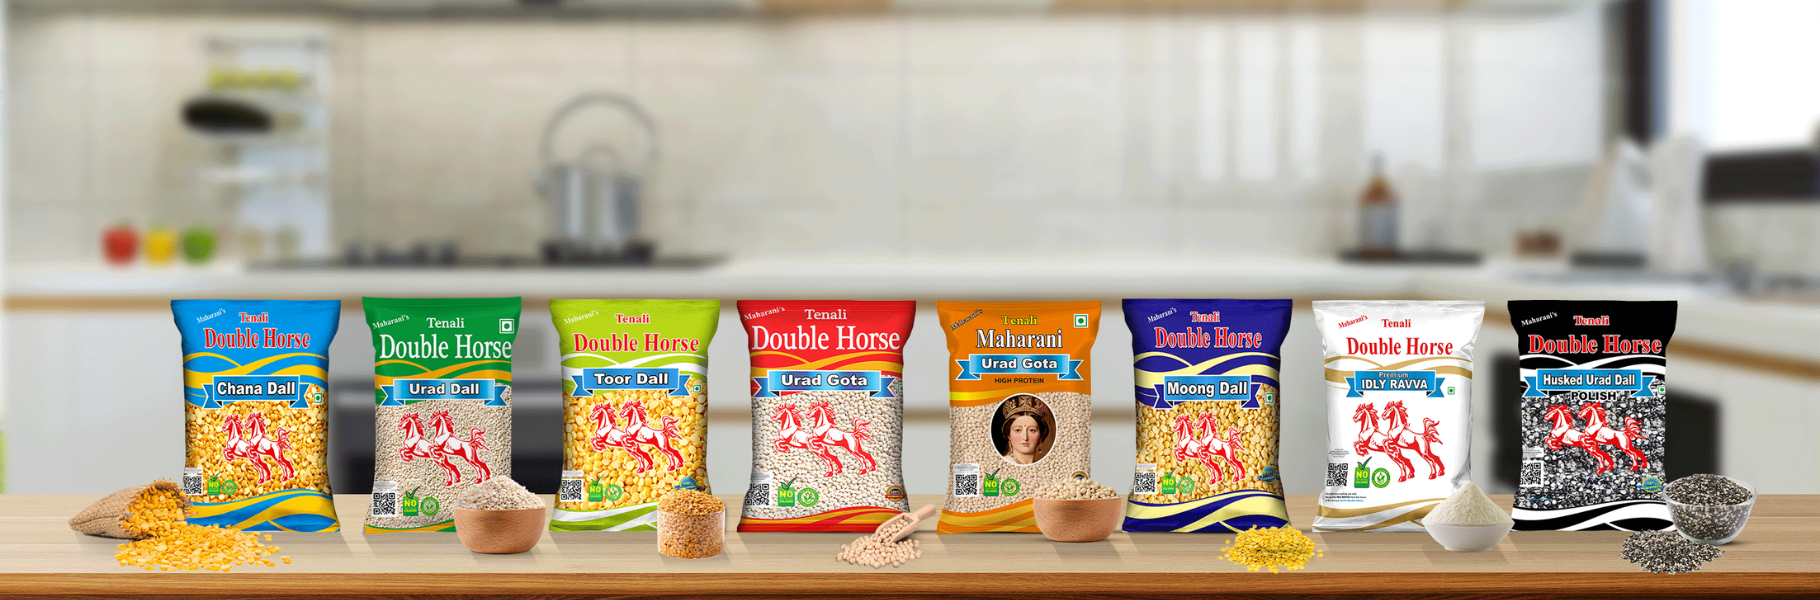 Maharani's
Tenali
Double Horse
Chana Dall
NO
Maharani's
Tenali
Double Horse
Urad Dall
NO
Maharani's
Tenali
Double Horse
Toor Dall
NO
Maharani's
Tenali
Double Horse
Urad Gota
NO
Maharani's
Tenali
Maharani
Urad Gota
HIGH PROTEIN
NO
Maharani's
Tenali
Double Horse
Moong Dall
NO
Maharani's
Tenali
Double Horse
Premium
IDLY RAVVA
NO
Maharani's
Tenali
Double Horse
Husked Urad Dall
POLISH
NO